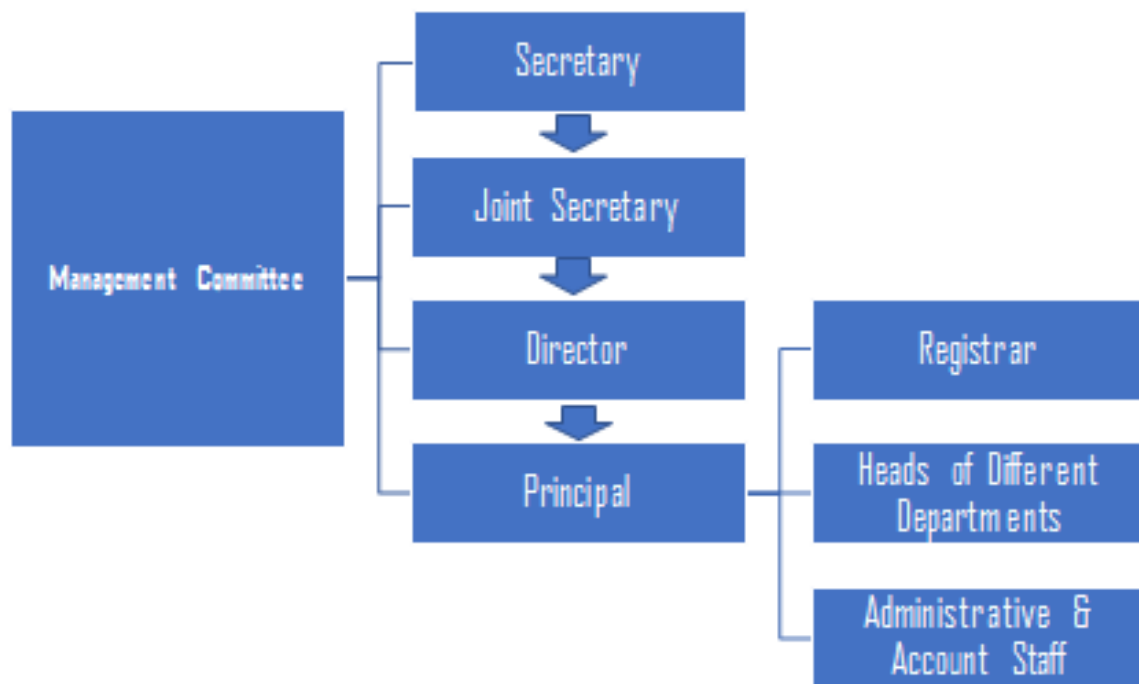 Secretary
Joint Secretary
Management Committee
Director
Registrar
Principal
Heads of Different
Departments
Administrative &
Account Staff